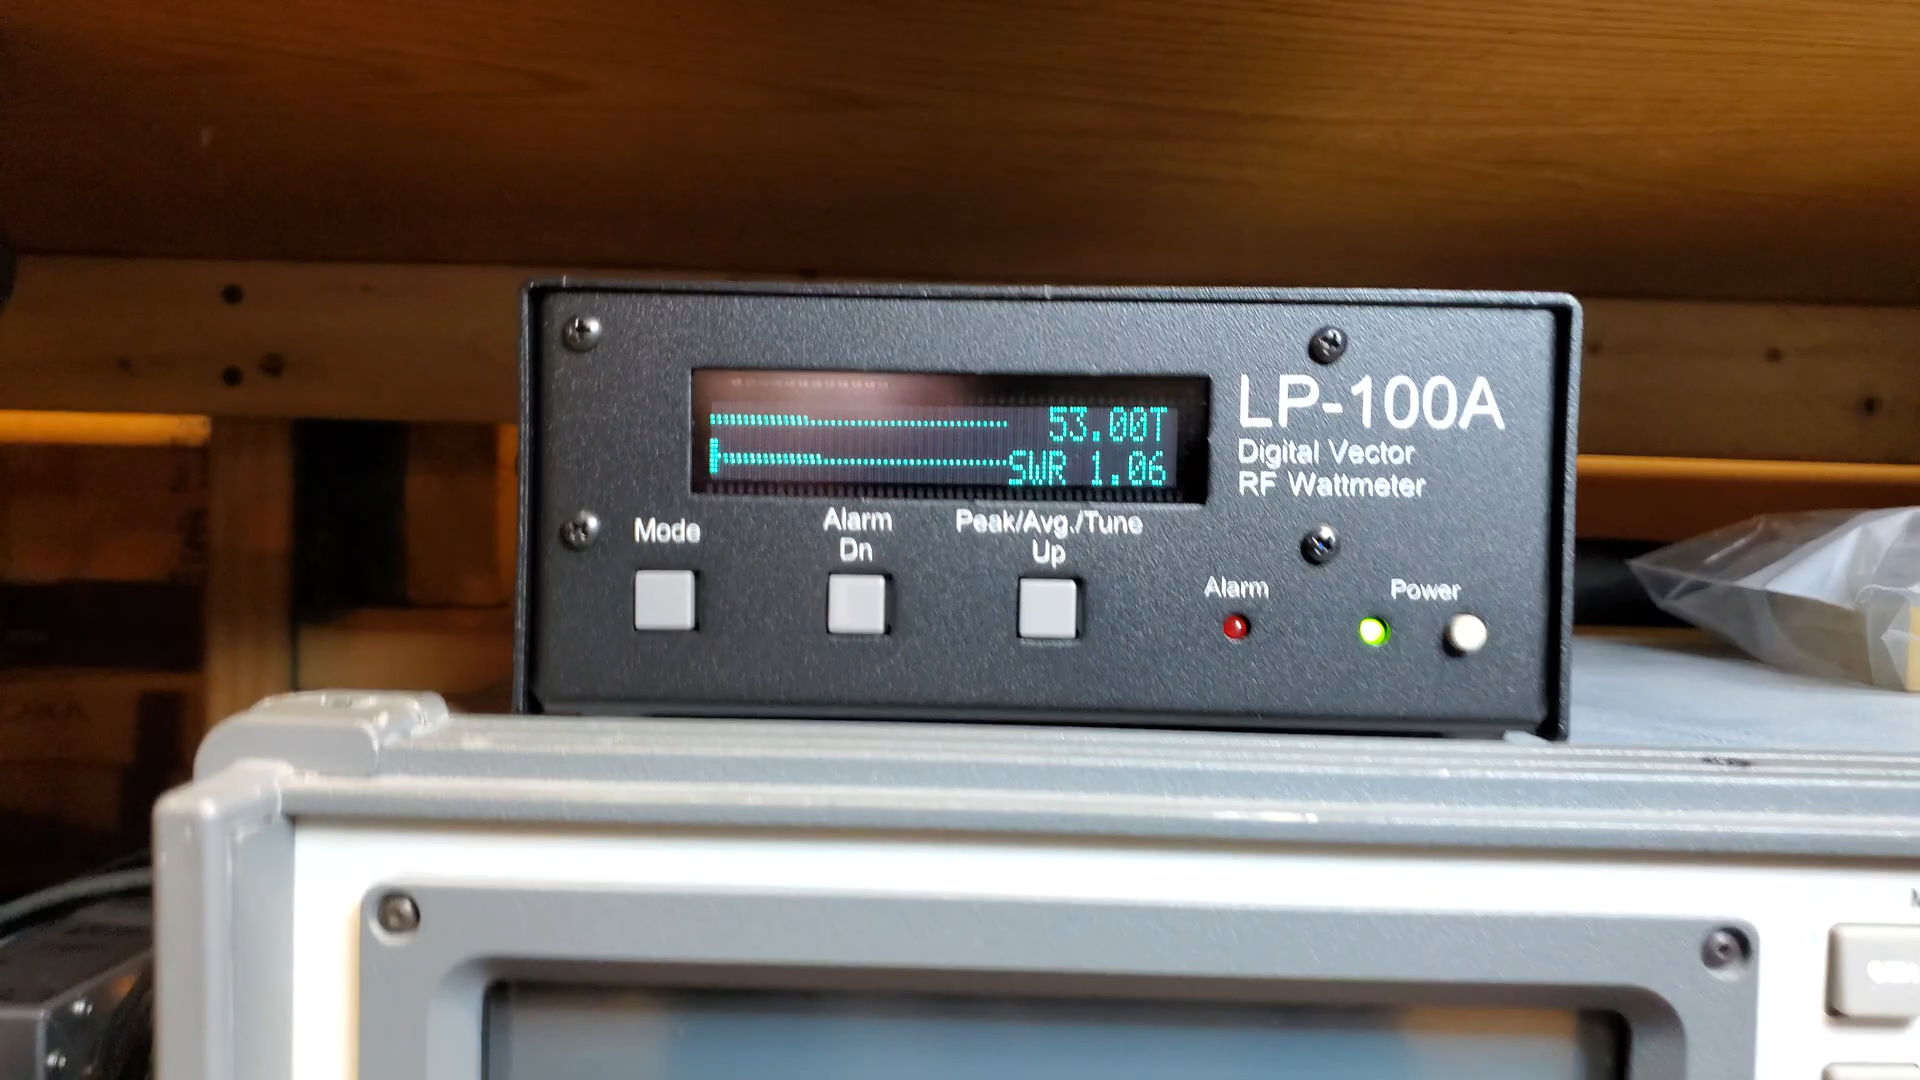 53.00T
SWR 1.06
LP-100A
Digital Vector
RF Wattmeter
Mode
Alarm
Dn
Peak/Avg./Tune
Up
Alarm
Power